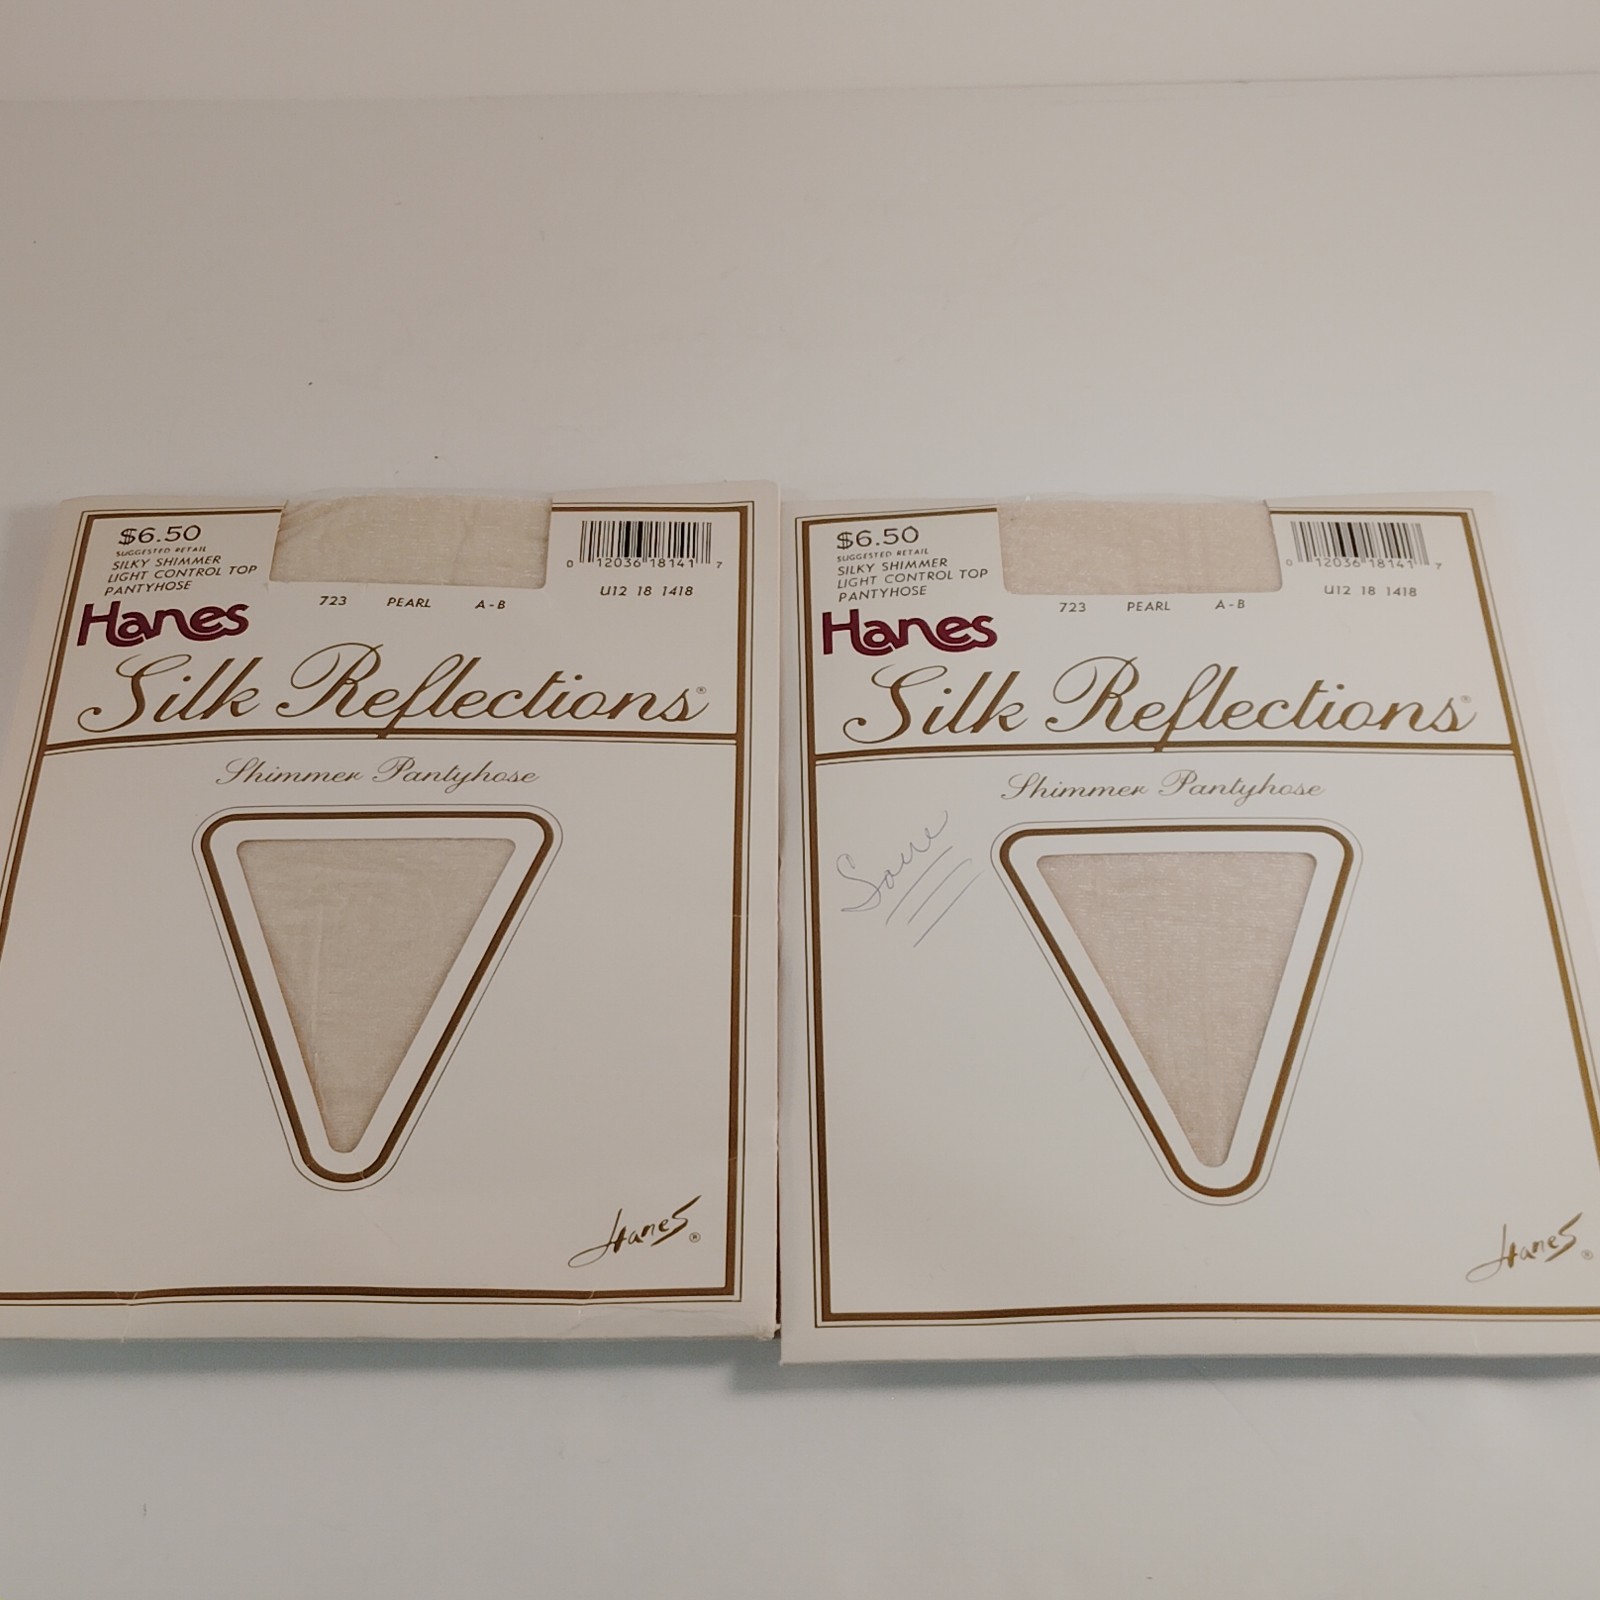 $6.50
SUGGESTED RETAIL
SILKY SHIMMER
LIGHT CONTROL TOP
PANTYHOSE
0 12036 18141 7
U12 18 1418
723 PEARL A-B
Hanes
Silk Reflections®
Shimmer Pantyhose
Hanes®
$6.50
SUGGESTED RETAIL
SILKY SHIMMER
LIGHT CONTROL TOP
PANTYHOSE
0 12036 18141 7
U12 18 1418
723 PEARL A-B
Hanes
Silk Reflections®
Shimmer Pantyhose
Hanes®